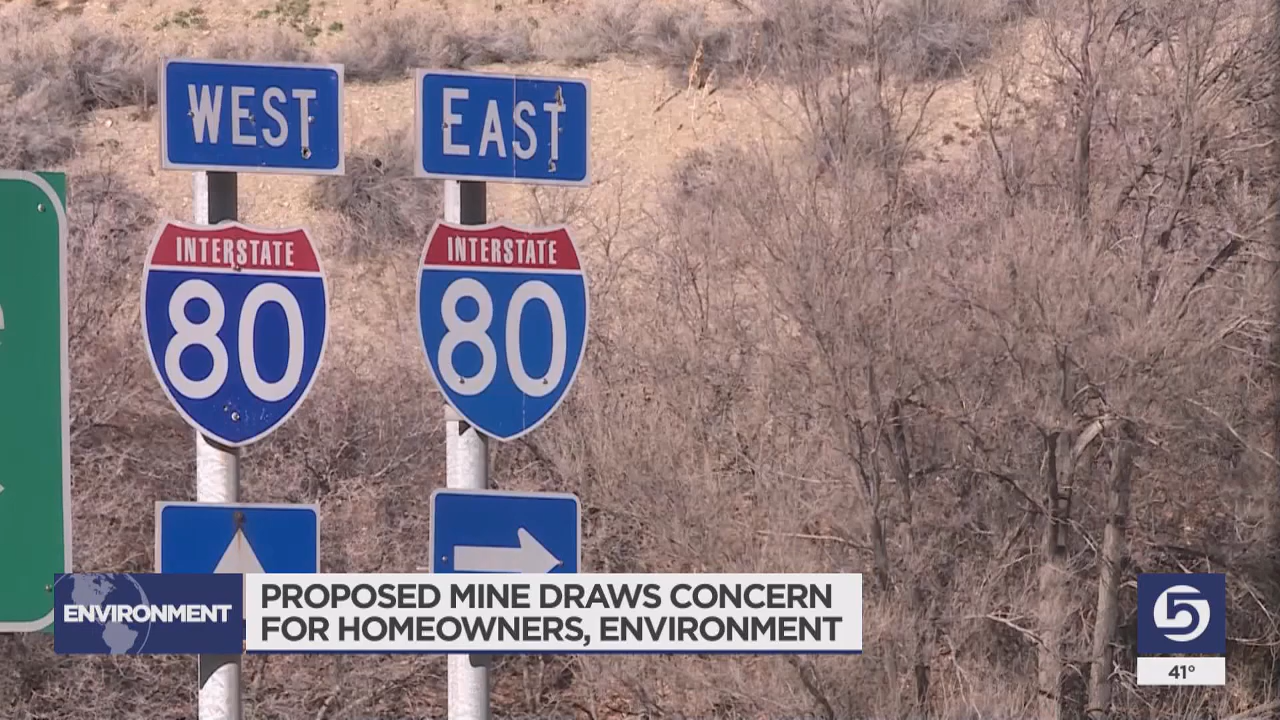 WEST
EAST
INTERSTATE
INTERSTATE
80
80
ENVIRONMENT
PROPOSED MINE DRAWS CONCERN
FOR HOMEOWNERS, ENVIRONMENT
5
41°